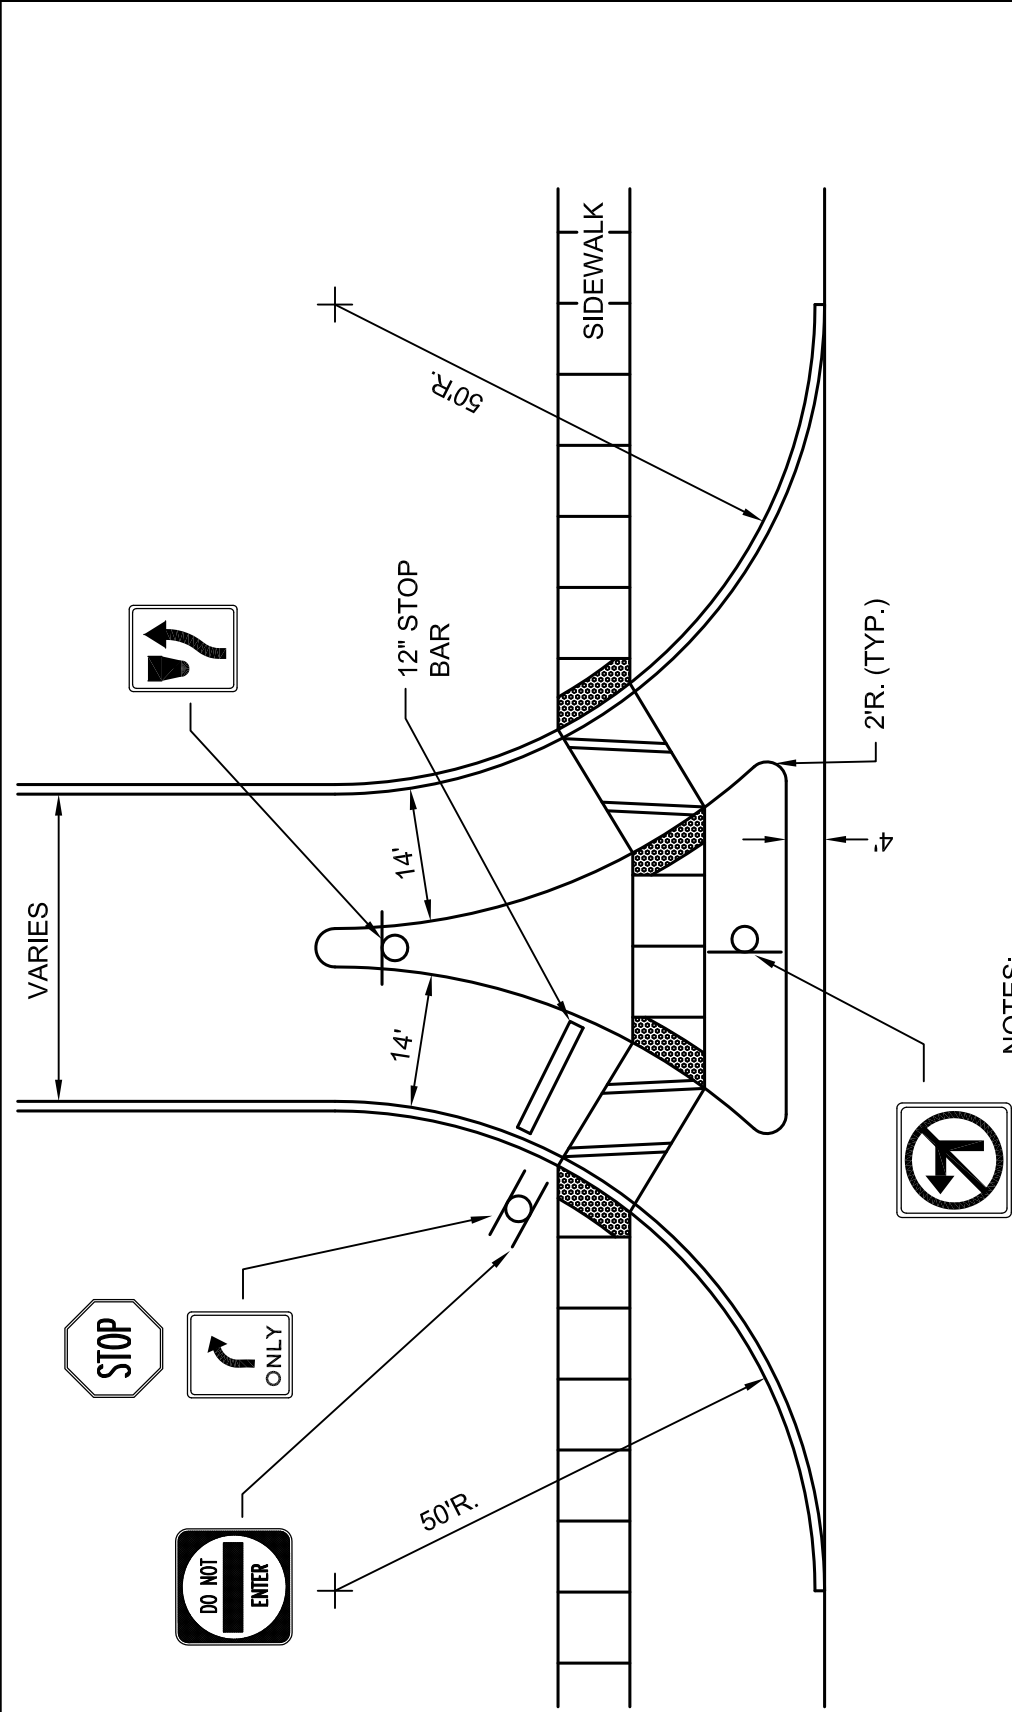 VARIES
14'
14'
12" STOP
BAR
50'R.
50'R.
SIDEWALK
2'R. (TYP.)
4'
STOP
ONLY
DO NOT
ENTER
NOTES: